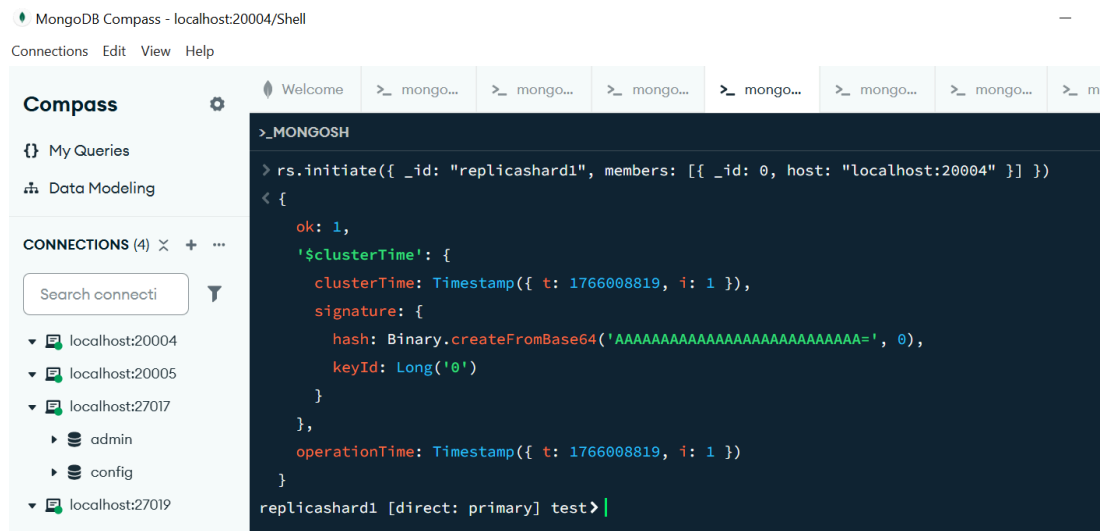 MongoDB Compass - localhost:20004/Shell
Connections Edit View Help
Compass
{} My Queries
Data Modeling
CONNECTIONS (4)
Search connecti
localhost:20004
localhost:20005
localhost:27017
admin
config
localhost:27019
Welcome
>_ mongo...
>_ mongo...
>_ mongo...
>_ mongo...
>_ mongo...
>_ mongo...
>_ m
>_MONGOSH
> rs.initiate({ _id: "replicashard1", members: [{ _id: 0, host: "localhost:20004" }] })
< {
ok: 1,
'$clusterTime': {
clusterTime: Timestamp({ t: 1766008819, i: 1 }),
signature: {
hash: Binary.createFromBase64('AAAAAAAAAAAAAAAAAAAAAAAAAAA=', 0),
keyId: Long('0')
}
},
operationTime: Timestamp({ t: 1766008819, i: 1 })
}
replicashard1 [direct: primary] test>